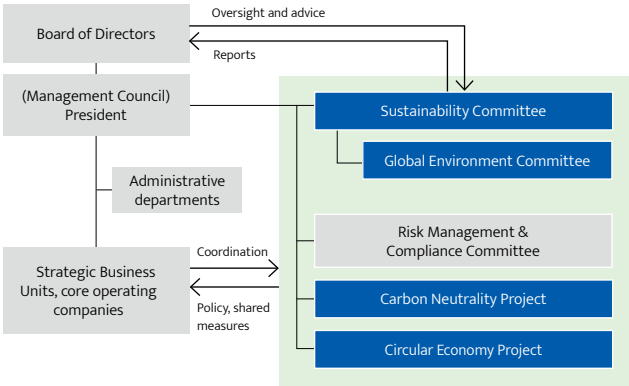 Oversight and advice
Board of Directors
Reports
(Management Council)
President
Sustainability Committee
Global Environment Committee
Administrative
departments
Risk Management &
Compliance Committee
Coordination
Strategic Business
Units, core operating
companies
Policy, shared
measures
Carbon Neutrality Project
Circular Economy Project